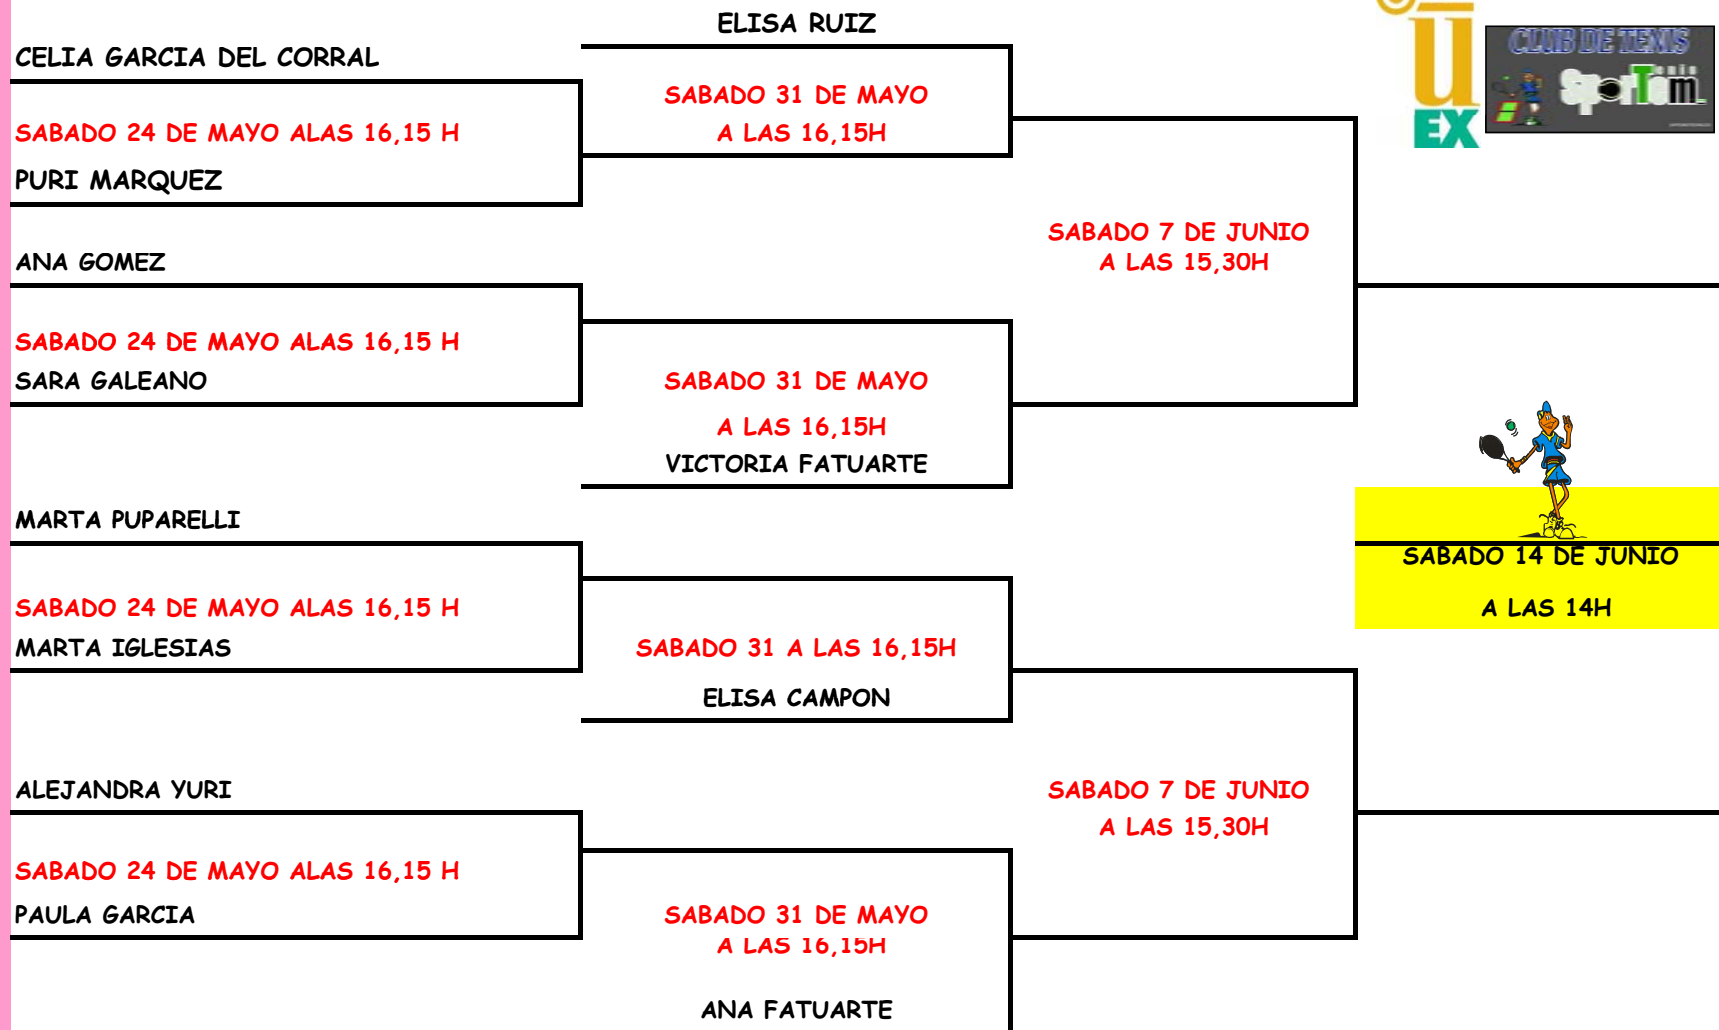 ELISA RUIZ
CELIA GARCIA DEL CORRAL
SABADO 31 DE MAYO
A LAS 16,15H
SABADO 24 DE MAYO ALAS 16,15 H
PURI MARQUEZ
U
EX
CLUB DE TENIS
SporTem
SABADO 7 DE JUNIO
A LAS 15,30H
ANA GOMEZ
SABADO 24 DE MAYO ALAS 16,15 H
SARA GALEANO
SABADO 31 DE MAYO
A LAS 16,15H
VICTORIA FATUARTE
MARTA PUPARELLI
SABADO 14 DE JUNIO
A LAS 14H
SABADO 24 DE MAYO ALAS 16,15 H
MARTA IGLESIAS
SABADO 31 A LAS 16,15H
ELISA CAMPON
ALEJANDRA YURI
SABADO 7 DE JUNIO
A LAS 15,30H
SABADO 24 DE MAYO ALAS 16,15 H
PAULA GARCIA
SABADO 31 DE MAYO
A LAS 16,15H
ANA FATUARTE